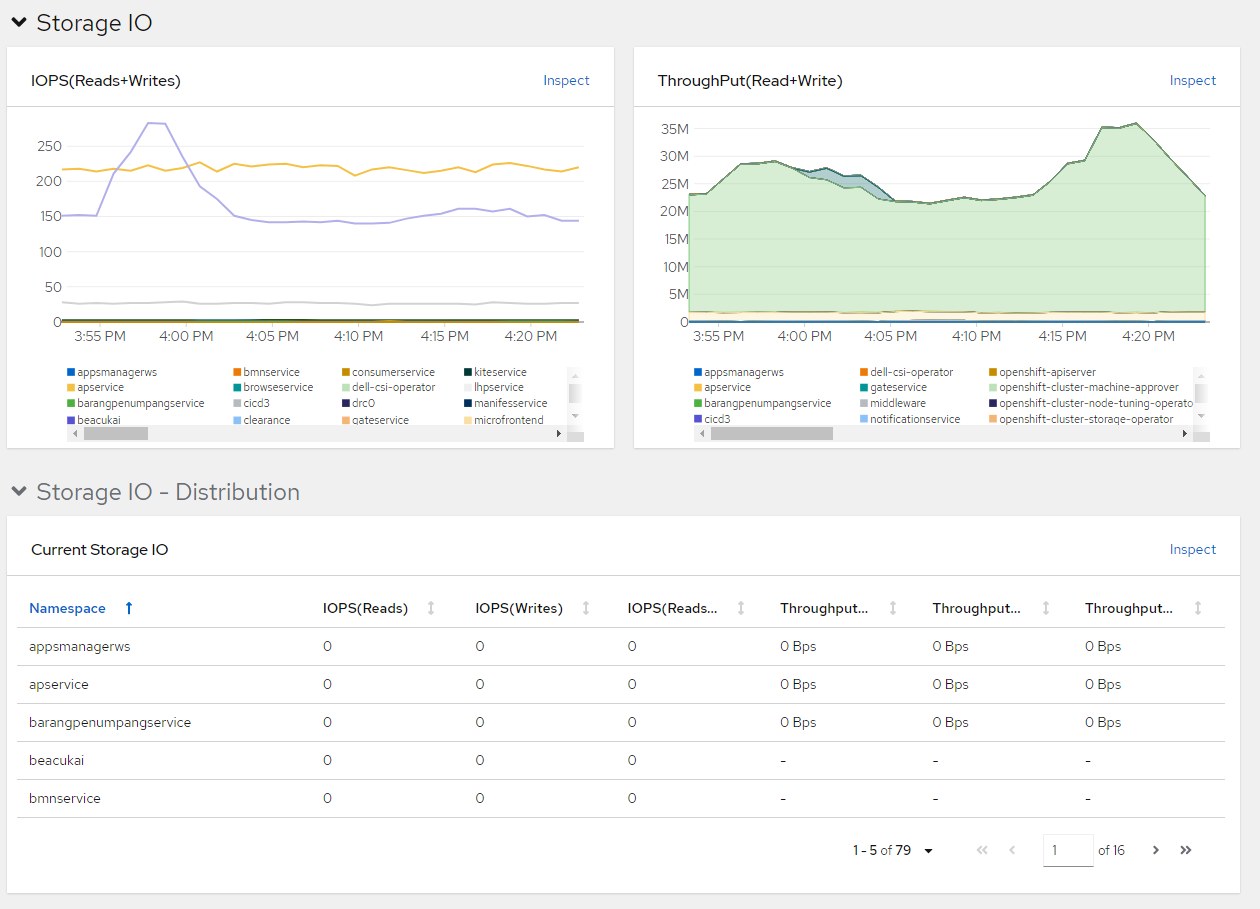 Storage IO
IOPS(Reads+Writes)
Inspect
250
200
150
100
50
0
3:55 PM 4:00 PM 4:05 PM 4:10 PM 4:15 PM 4:20 PM
appsmanagerws bmnservice consumerservice kiteservice
apservice browseservice dell-csi-operator lhpservice
barangpenumpangservice cicd3 drc0 manifesservice
beacukai clearance gateservice microfrontend
ThroughPut(Read+Write)
Inspect
35M
30M
25M
20M
15M
10M
5M
0
3:55 PM 4:00 PM 4:05 PM 4:10 PM 4:15 PM 4:20 PM
appsmanagerws dell-csi-operator openshift-apiserver
apservice gateservice openshift-cluster-machine-approver
barangpenumpangservice middleware openshift-cluster-node-tuning-operato
cicd3 notificationservice openshift-cluster-storage-operator
Storage IO - Distribution
Current Storage IO
Inspect
Namespace IOPS(Reads) IOPS(Writes) IOPS(Reads... Throughput... Throughput... Throughput...
appsmanagerws 0 0 0 0 Bps 0 Bps 0 Bps
apservice 0 0 0 0 Bps 0 Bps 0 Bps
barangpenumpangservice 0 0 0 0 Bps 0 Bps 0 Bps
beacukai 0 0 0 - - -
bmnservice 0 0 0 - - -
1 - 5 of 79 1 of 16